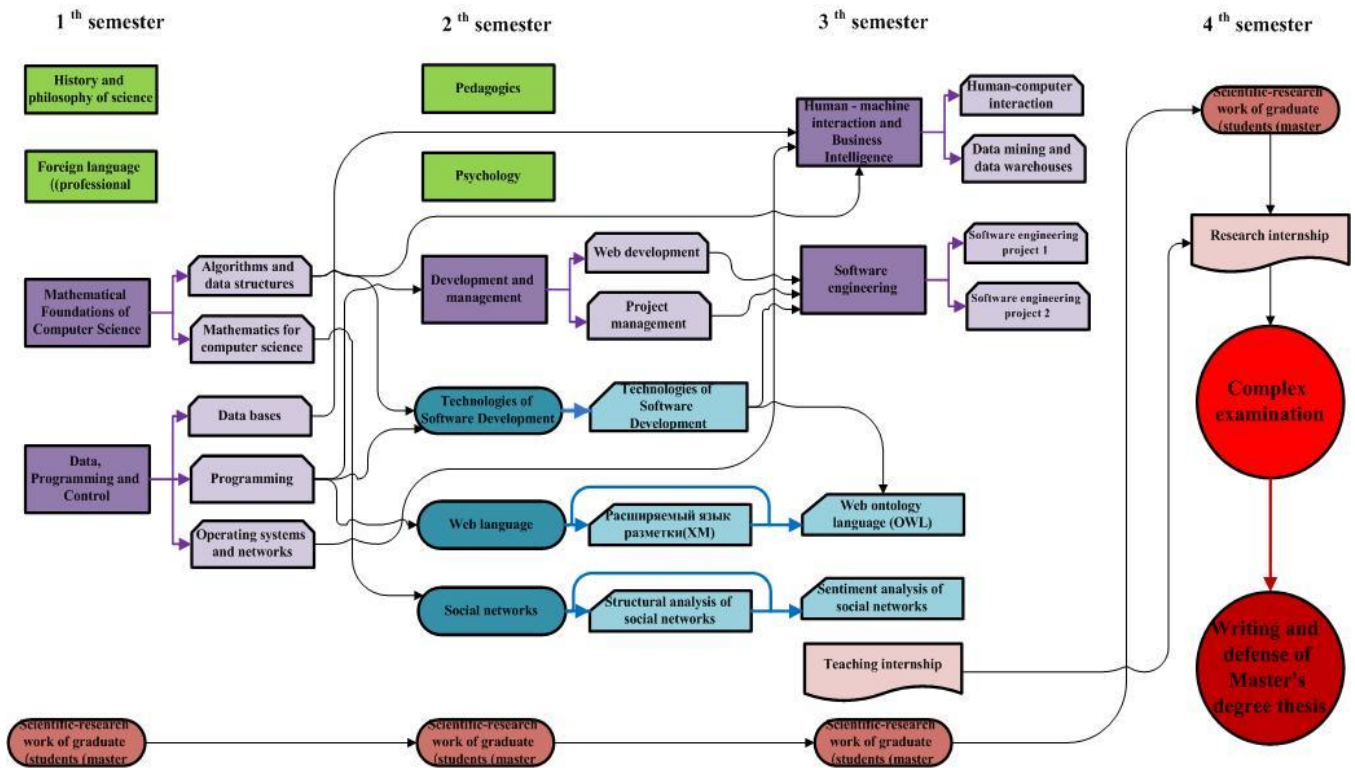 1 th semester
2 th semester
3 th semester
4 th semester
History and
philosophy of science
Foreign language
((professional
Mathematical
Foundations of
Computer Science
Algorithms and
data structures
Mathematics for
computer science
Data,
Programming and
Control
Data bases
Programming
Operating systems
and networks
Scientific-research
work of graduate
(students (master
Pedagogics
Psychology
Development and
management
Web development
Project
management
Technologies of
Software Development
Technologies of
Software
Development
Web language
Расширяемый язык
разметки(XM)
Social networks
Structural analysis of
social networks
Scientific-research
work of graduate
(students (master
Human - machine
interaction and
Business
Intelligence
Human-computer
interaction
Data mining and
data warehouses
Software
engineering
Software engineering
project 1
Software engineering
project 2
Web ontology
language (OWL)
Sentiment analysis of
social networks
Teaching internship
Scientific-research
work of graduate
(students (master
Scientific-research
work of graduate
(students (master
Research internship
Complex
examination
Writing and
defense of
Master's
degree thesis